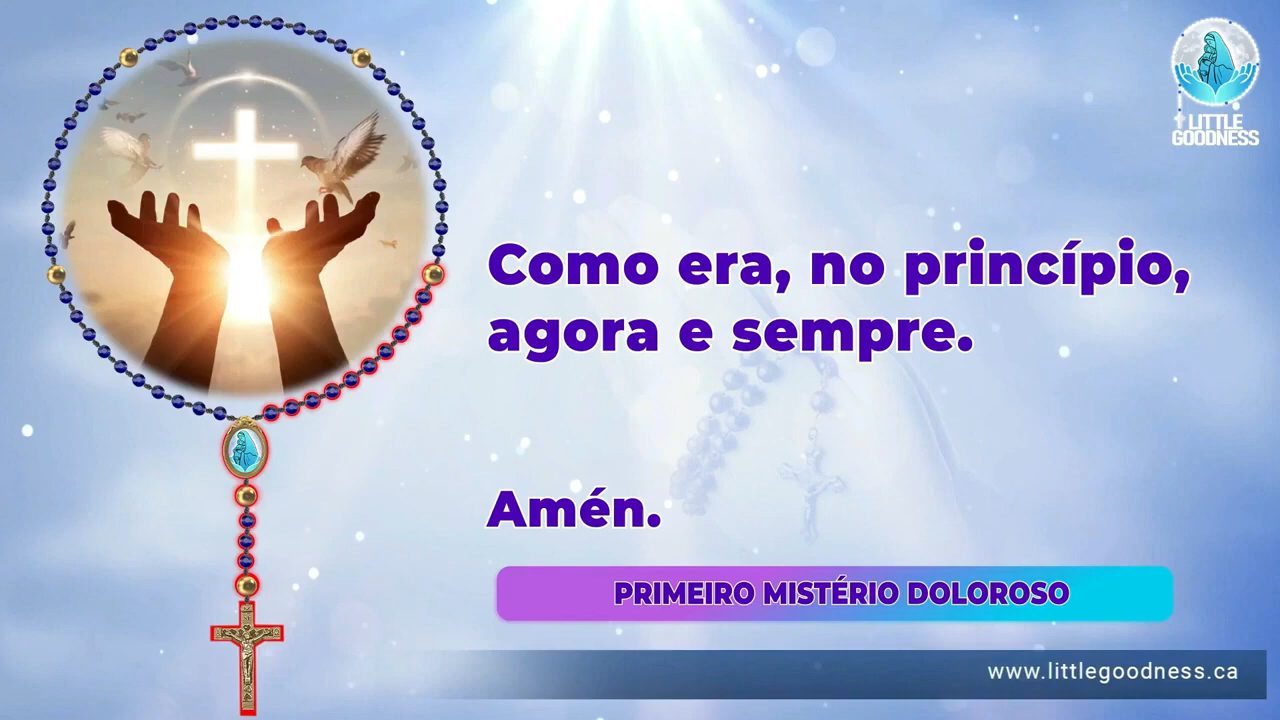 LITTLE
GOODNESS
Como era, no princípio,
agora e sempre.
Amén.
PRIMEIRO MISTÉRIO DOLOROSO
www.littlegoodness.ca